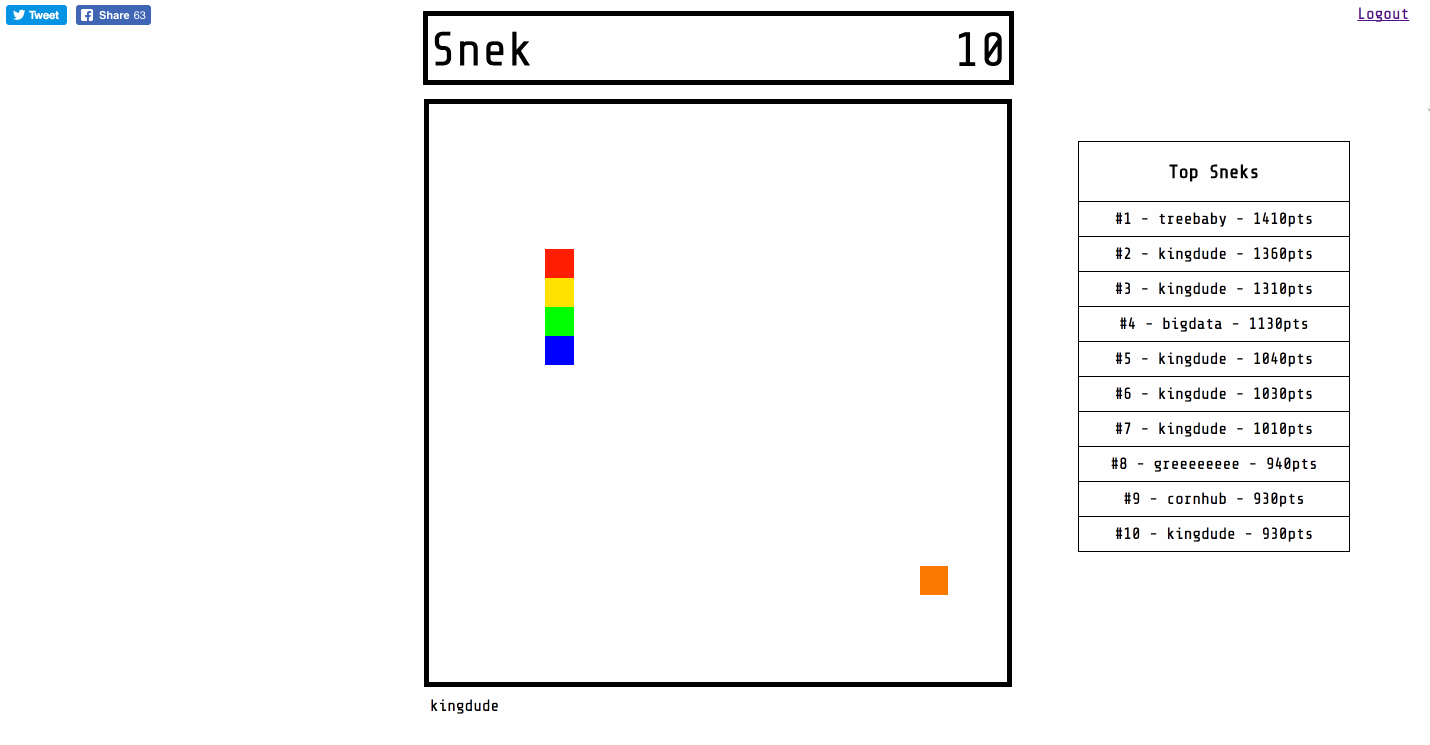 Tweet
Share 63
Logout
Snek 10
Top Sneks
#1 - treebaby - 1410pts
#2 - kingdude - 1360pts
#3 - kingdude - 1310pts
#4 - bigdata - 1130pts
#5 - kingdude - 1040pts
#6 - kingdude - 1030pts
#7 - kingdude - 1010pts
#8 - greeeeeeee - 940pts
#9 - cornhub - 930pts
#10 - kingdude - 930pts
kingdude